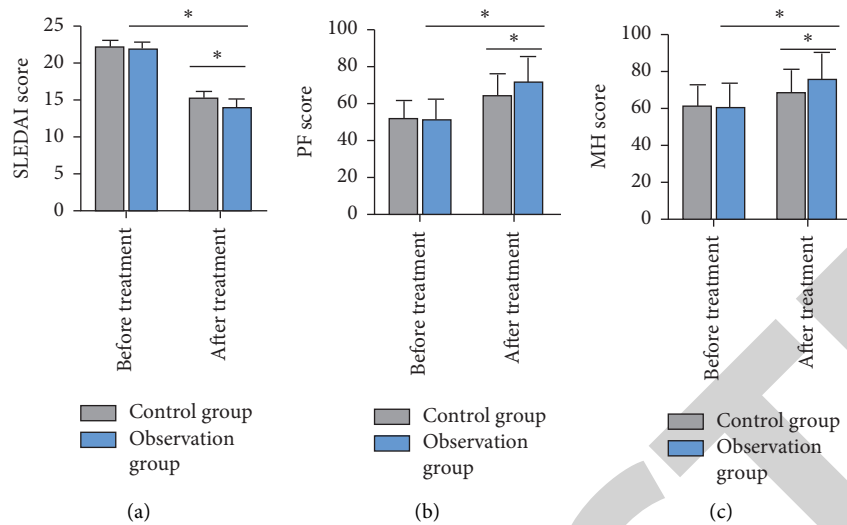 SLEDAI score
25
20
15
10
5
0
*
*
Before treatment
After treatment
Control group
Observation
group
(a)
PF score
100
80
60
40
20
0
*
*
Before treatment
After treatment
Control group
Observation
group
(b)
MH score
100
80
60
40
20
0
*
*
Before treatment
After treatment
Control group
Observation
group
(c)